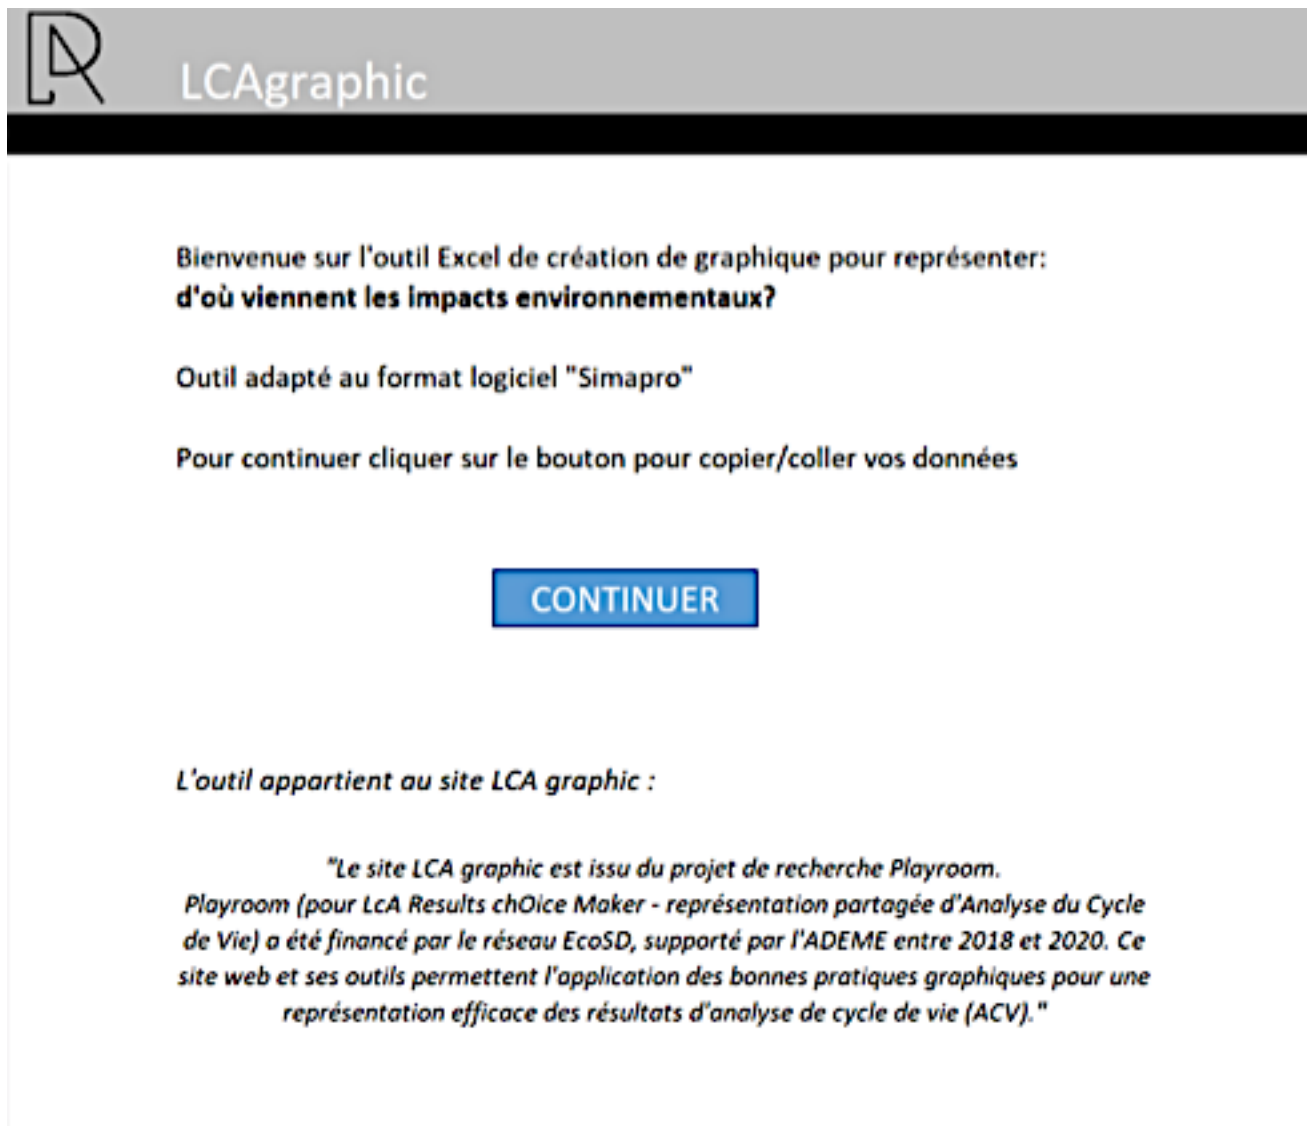 LCAgraphic
Bienvenue sur l'outil Excel de création de graphique pour représenter:
d'où viennent les impacts environnementaux?
Outil adapté au format logiciel "Simapro"
Pour continuer cliquer sur le bouton pour copier/coller vos données
CONTINUER
L'outil appartient au site LCA graphic :
"Le site LCA graphic est issu du projet de recherche Playroom.
Playroom (pour LcA Results chOice Maker - représentation partagée d'Analyse du Cycle
de Vie) a été financé par le réseau EcoSD, supporté par l'ADEME entre 2018 et 2020. Ce
site web et ses outils permettent l'application des bonnes pratiques graphiques pour une
représentation efficace des résultats d'analyse de cycle de vie (ACV)."